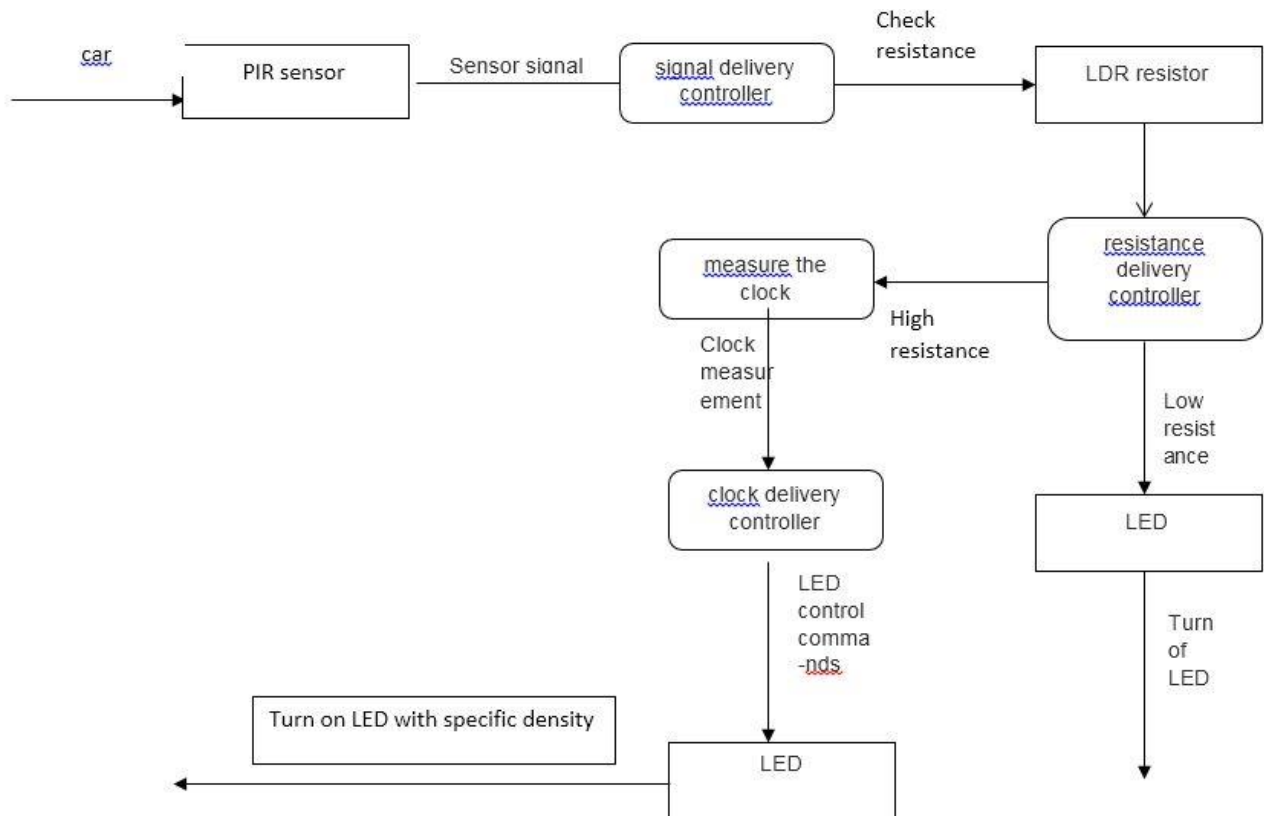 car
PIR sensor
Sensor signal
signal delivery
controller
Check
resistance
LDR resistor
resistance
delivery
controller
measure the
clock
High
resistance
Clock
measur
ement
Low
resist
ance
clock delivery
controller
LED
LED
control
comma
-nds
Turn
of
LED
Turn on LED with specific density
LED